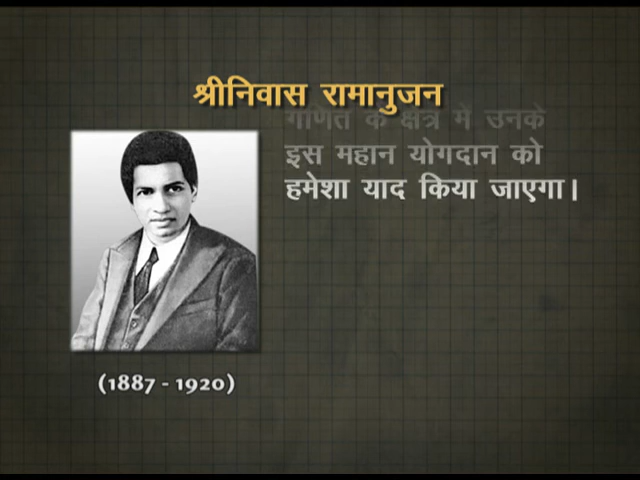 श्रीनिवास रामानुजन
गणित के क्षेत्र में उनके
इस महान योगदान को
हमेशा याद किया जाएगा।
(1887 - 1920)